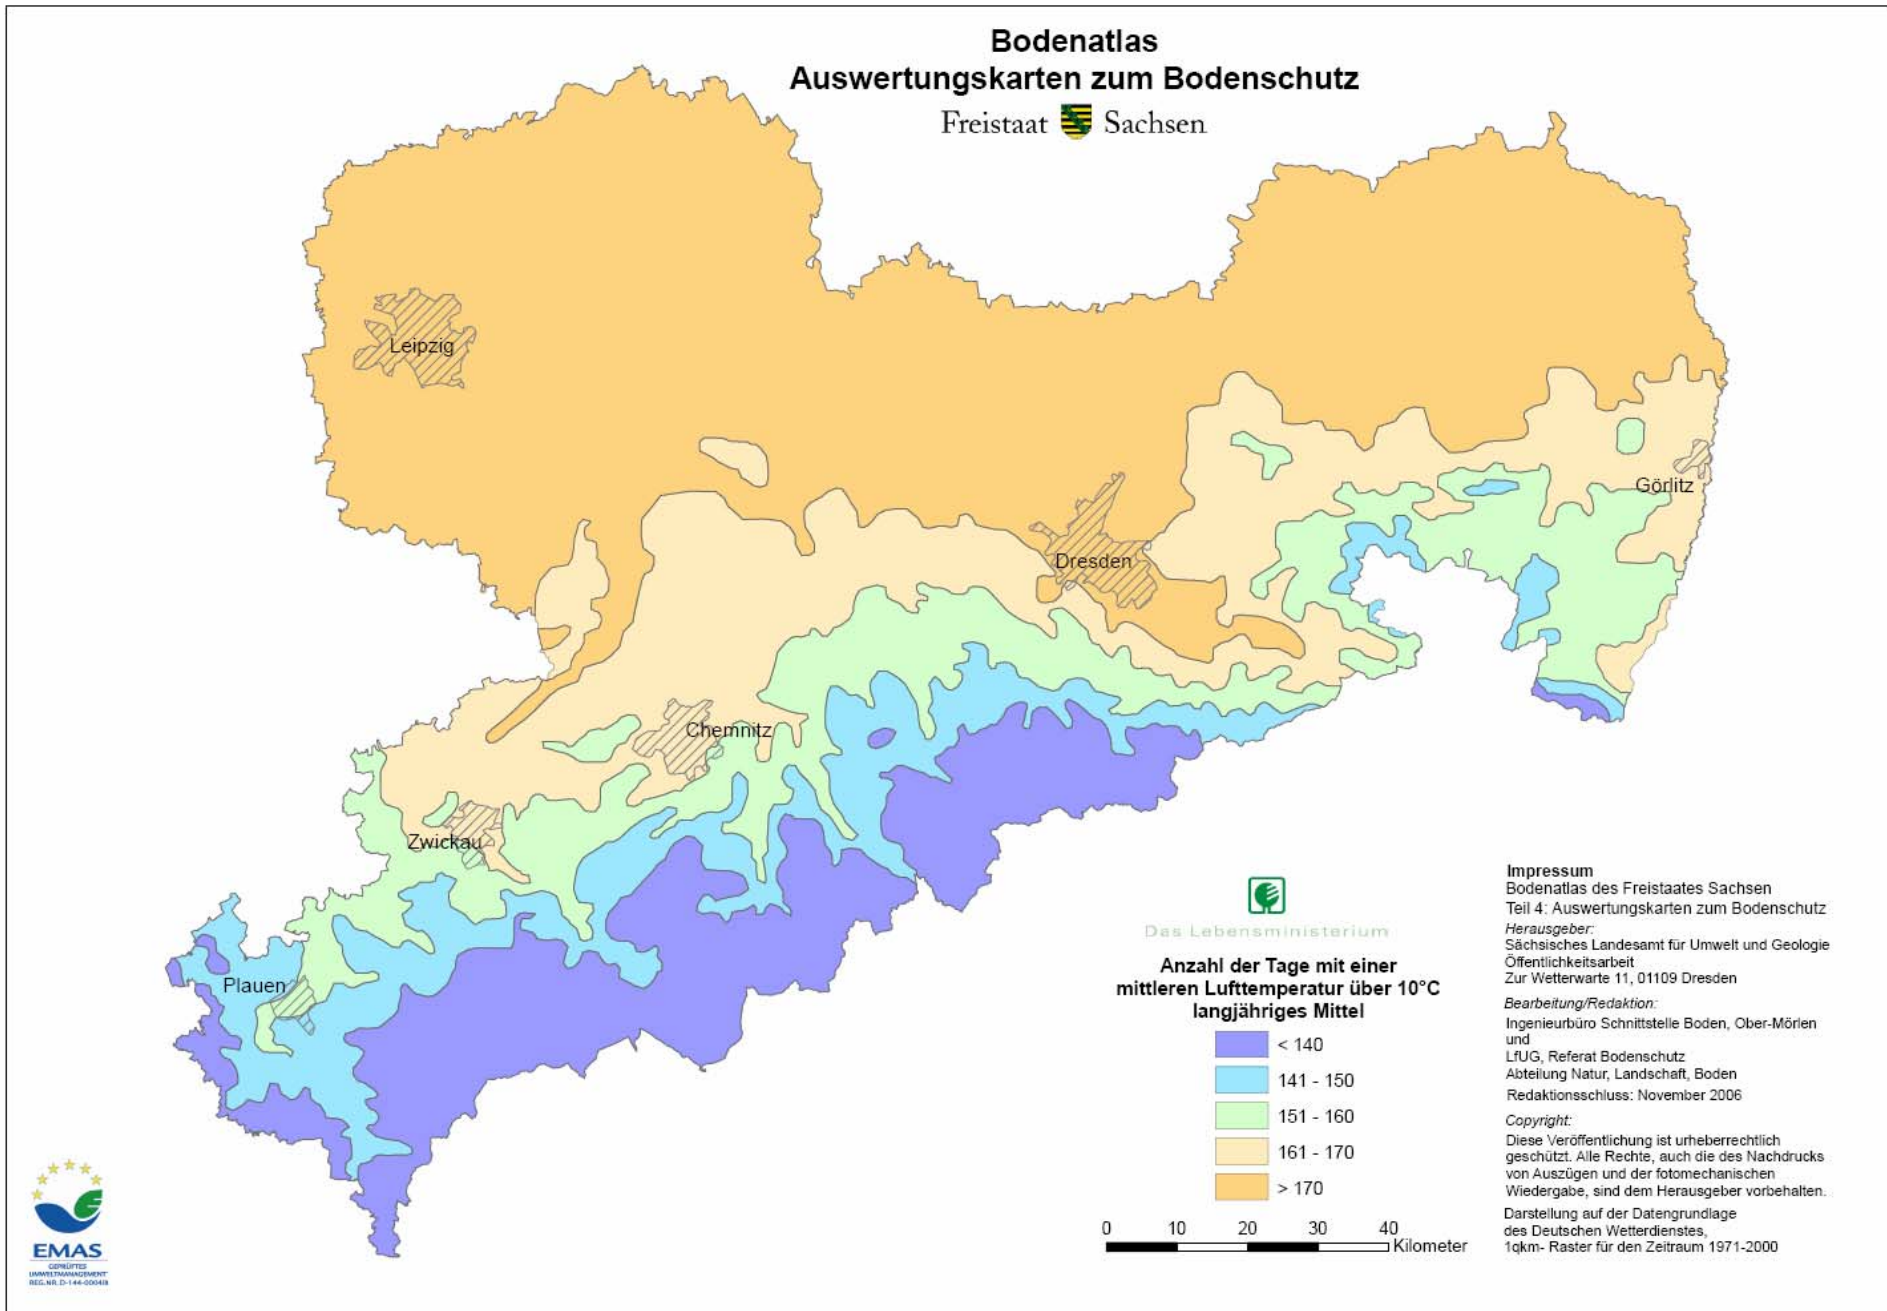 Bodenatlas
Auswertungskarten zum Bodenschutz
Freistaat Sachsen
Leipzig
Görlitz
Dresden
Chemnitz
Zwickau
Plauen
Das Lebensministerium
Anzahl der Tage mit einer
mittleren Lufttemperatur über 10°C
langjähriges Mittel
< 140
141 - 150
151 - 160
161 - 170
> 170
0 10 20 30 40
Kilometer
Impressum
Bodenatlas des Freistaates Sachsen
Teil 4: Auswertungskarten zum Bodenschutz
Herausgeber:
Sächsisches Landesamt für Umwelt und Geologie
Öffentlichkeitsarbeit
Zur Wetterwarte 11, 01109 Dresden
Bearbeitung/Redaktion:
Ingenieurbüro Schnittstelle Boden, Ober-Mörlen
und
LfUG, Referat Bodenschutz
Abteilung Natur, Landschaft, Boden
Redaktionsschluss: November 2006
Copyright:
Diese Veröffentlichung ist urheberrechtlich
geschützt. Alle Rechte, auch die des Nachdrucks
von Auszügen und der fotomechanischen
Wiedergabe, sind dem Herausgeber vorbehalten.
Darstellung auf der Datengrundlage
des Deutschen Wetterdienstes,
1qkm- Raster für den Zeitraum 1971-2000
EMAS
GEPRÜFTES
UMWELTMANAGEMENT